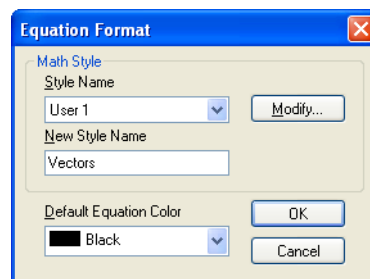 Equation Format
Math Style
Style Name
User 1
Modify...
New Style Name
Vectors
Default Equation Color
OK
Black
Cancel